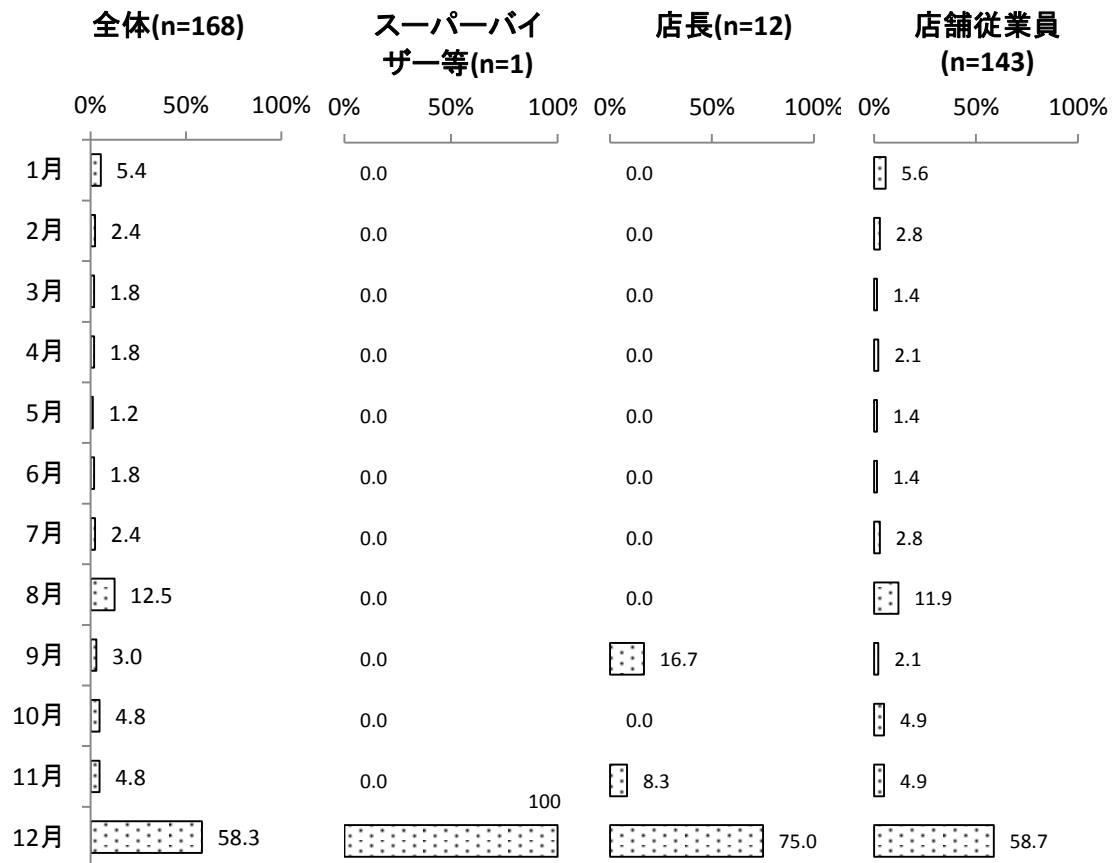 全体(n=168)
スーパーバイ
ザー等(n=1)
店長(n=12)
店舗従業員
(n=143)
0% 50% 100% 0% 50% 100% 0% 50% 100% 0% 50% 100%
1月 5.4 0.0 0.0 5.6
2月 2.4 0.0 0.0 2.8
3月 1.8 0.0 0.0 1.4
4月 1.8 0.0 0.0 2.1
5月 1.2 0.0 0.0 1.4
6月 1.8 0.0 0.0 1.4
7月 2.4 0.0 0.0 2.8
8月 12.5 0.0 0.0 11.9
9月 3.0 0.0 16.7 2.1
10月 4.8 0.0 0.0 4.9
11月 4.8 0.0 8.3 4.9
12月 58.3 100 75.0 58.7